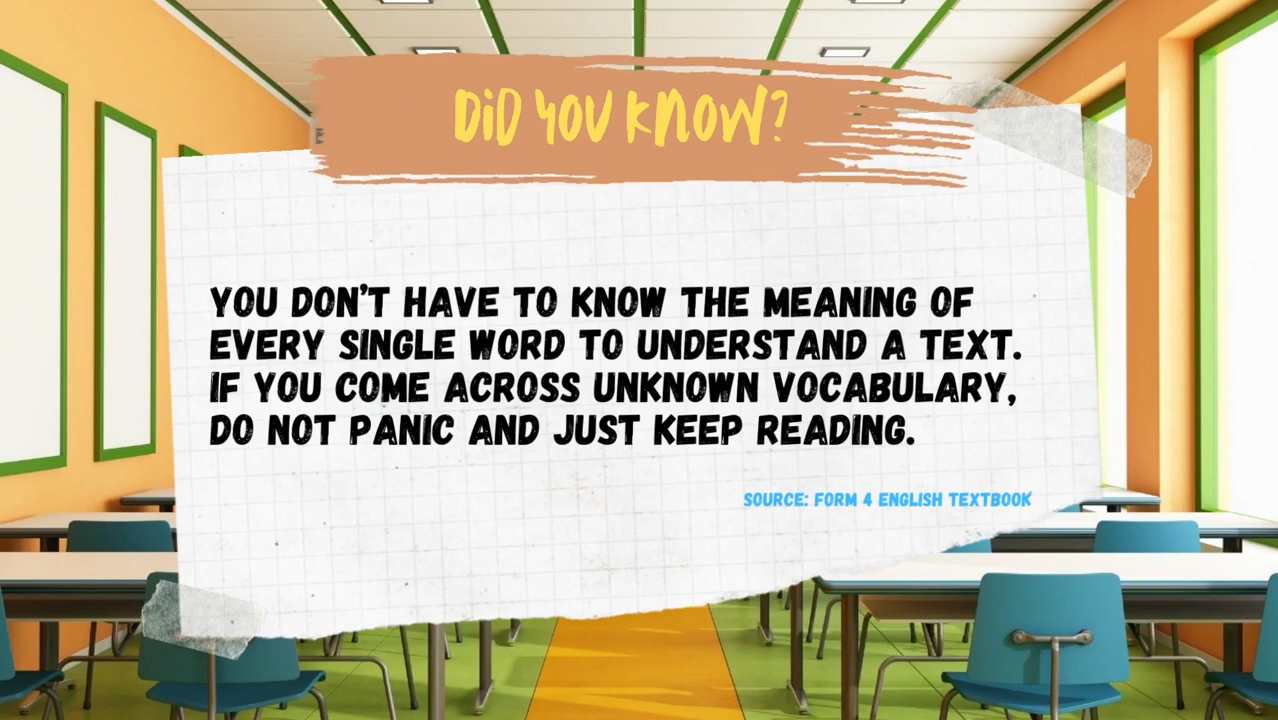 DID YOU KNOW?
YOU DON'T HAVE TO KNOW THE MEANING OF
EVERY SINGLE WORD TO UNDERSTAND A TEXT.
IF YOU COME ACROSS UNKNOWN VOCABULARY,
DO NOT PANIC AND JUST KEEP READING.
SOURCE: FORM 4 ENGLISH TEXTBOOK